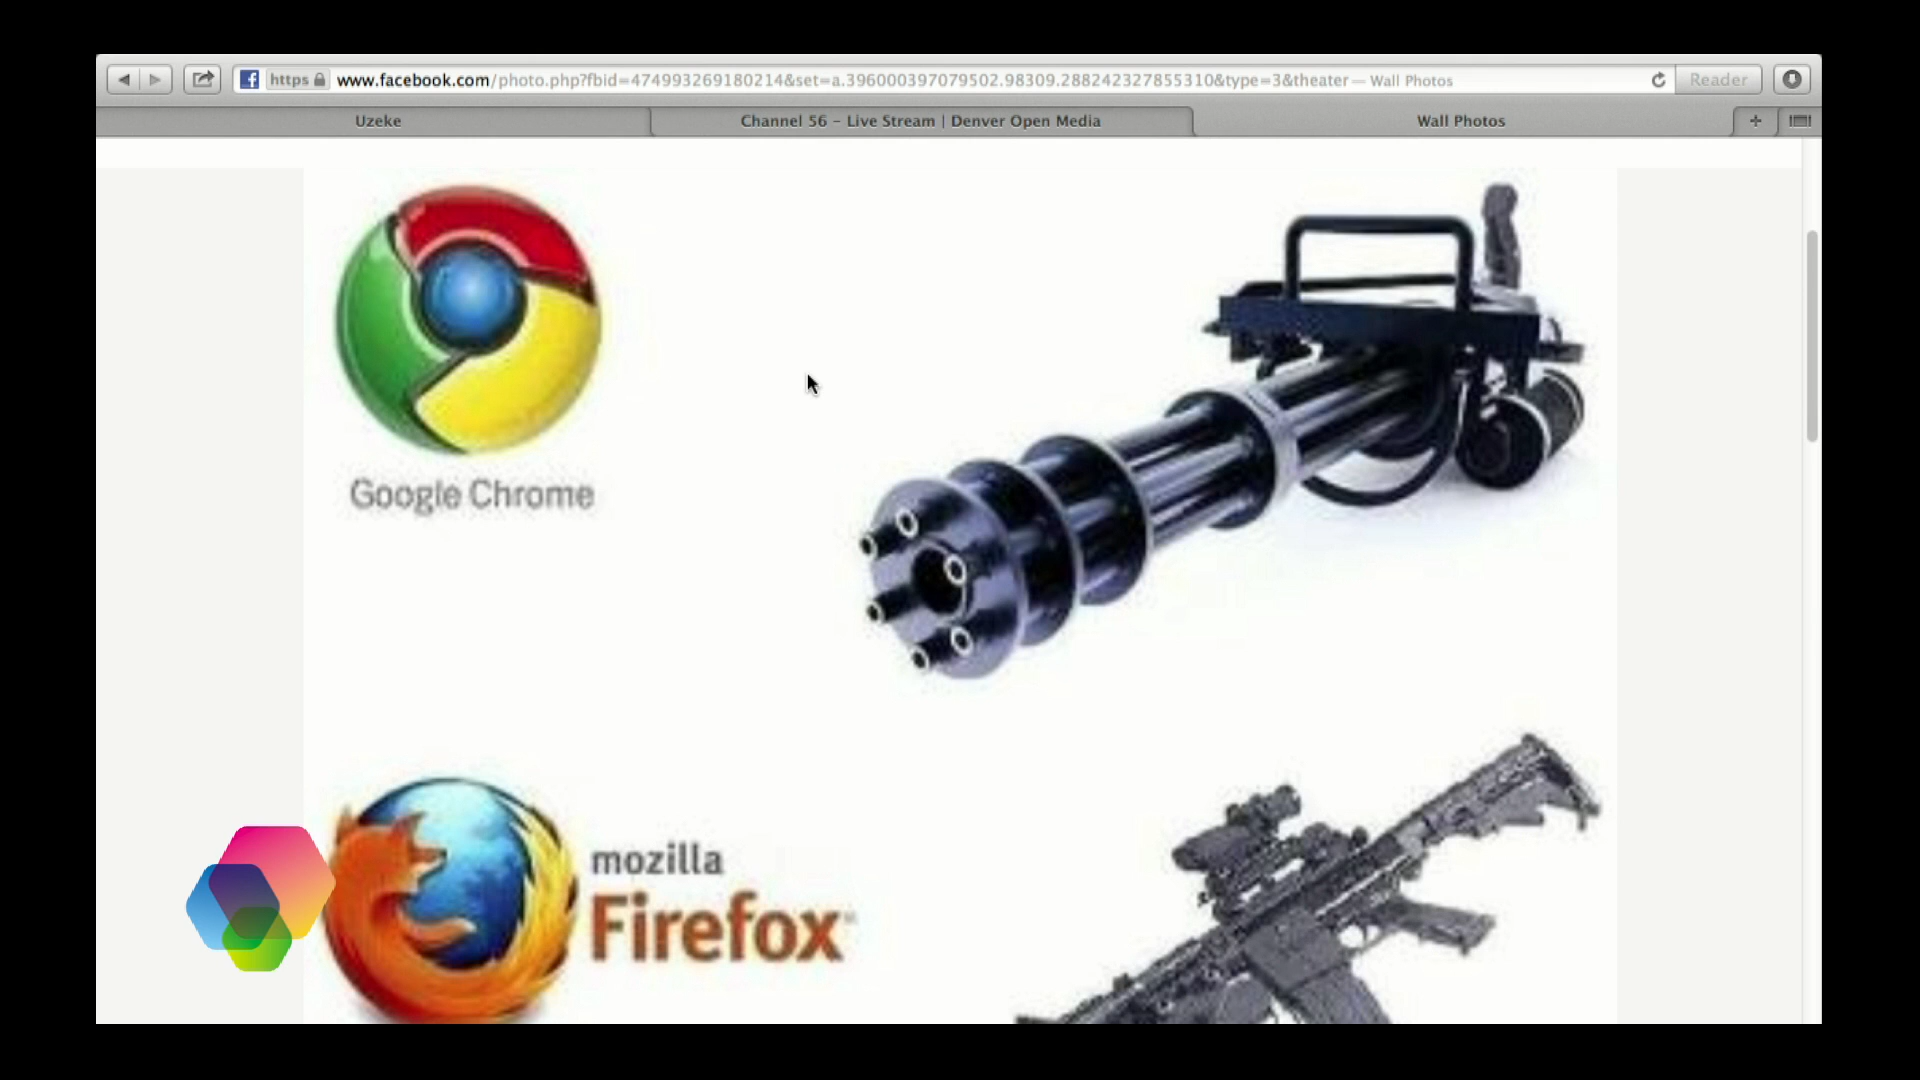 https www.facebook.com/photo.php?fbid=474993269180214&set=a.396000397079502.98309.288242327855310&type=3&theater — Wall Photos Reader
Uzeke Channel 56 – Live Stream | Denver Open Media Wall Photos
Google Chrome
mozilla
Firefox